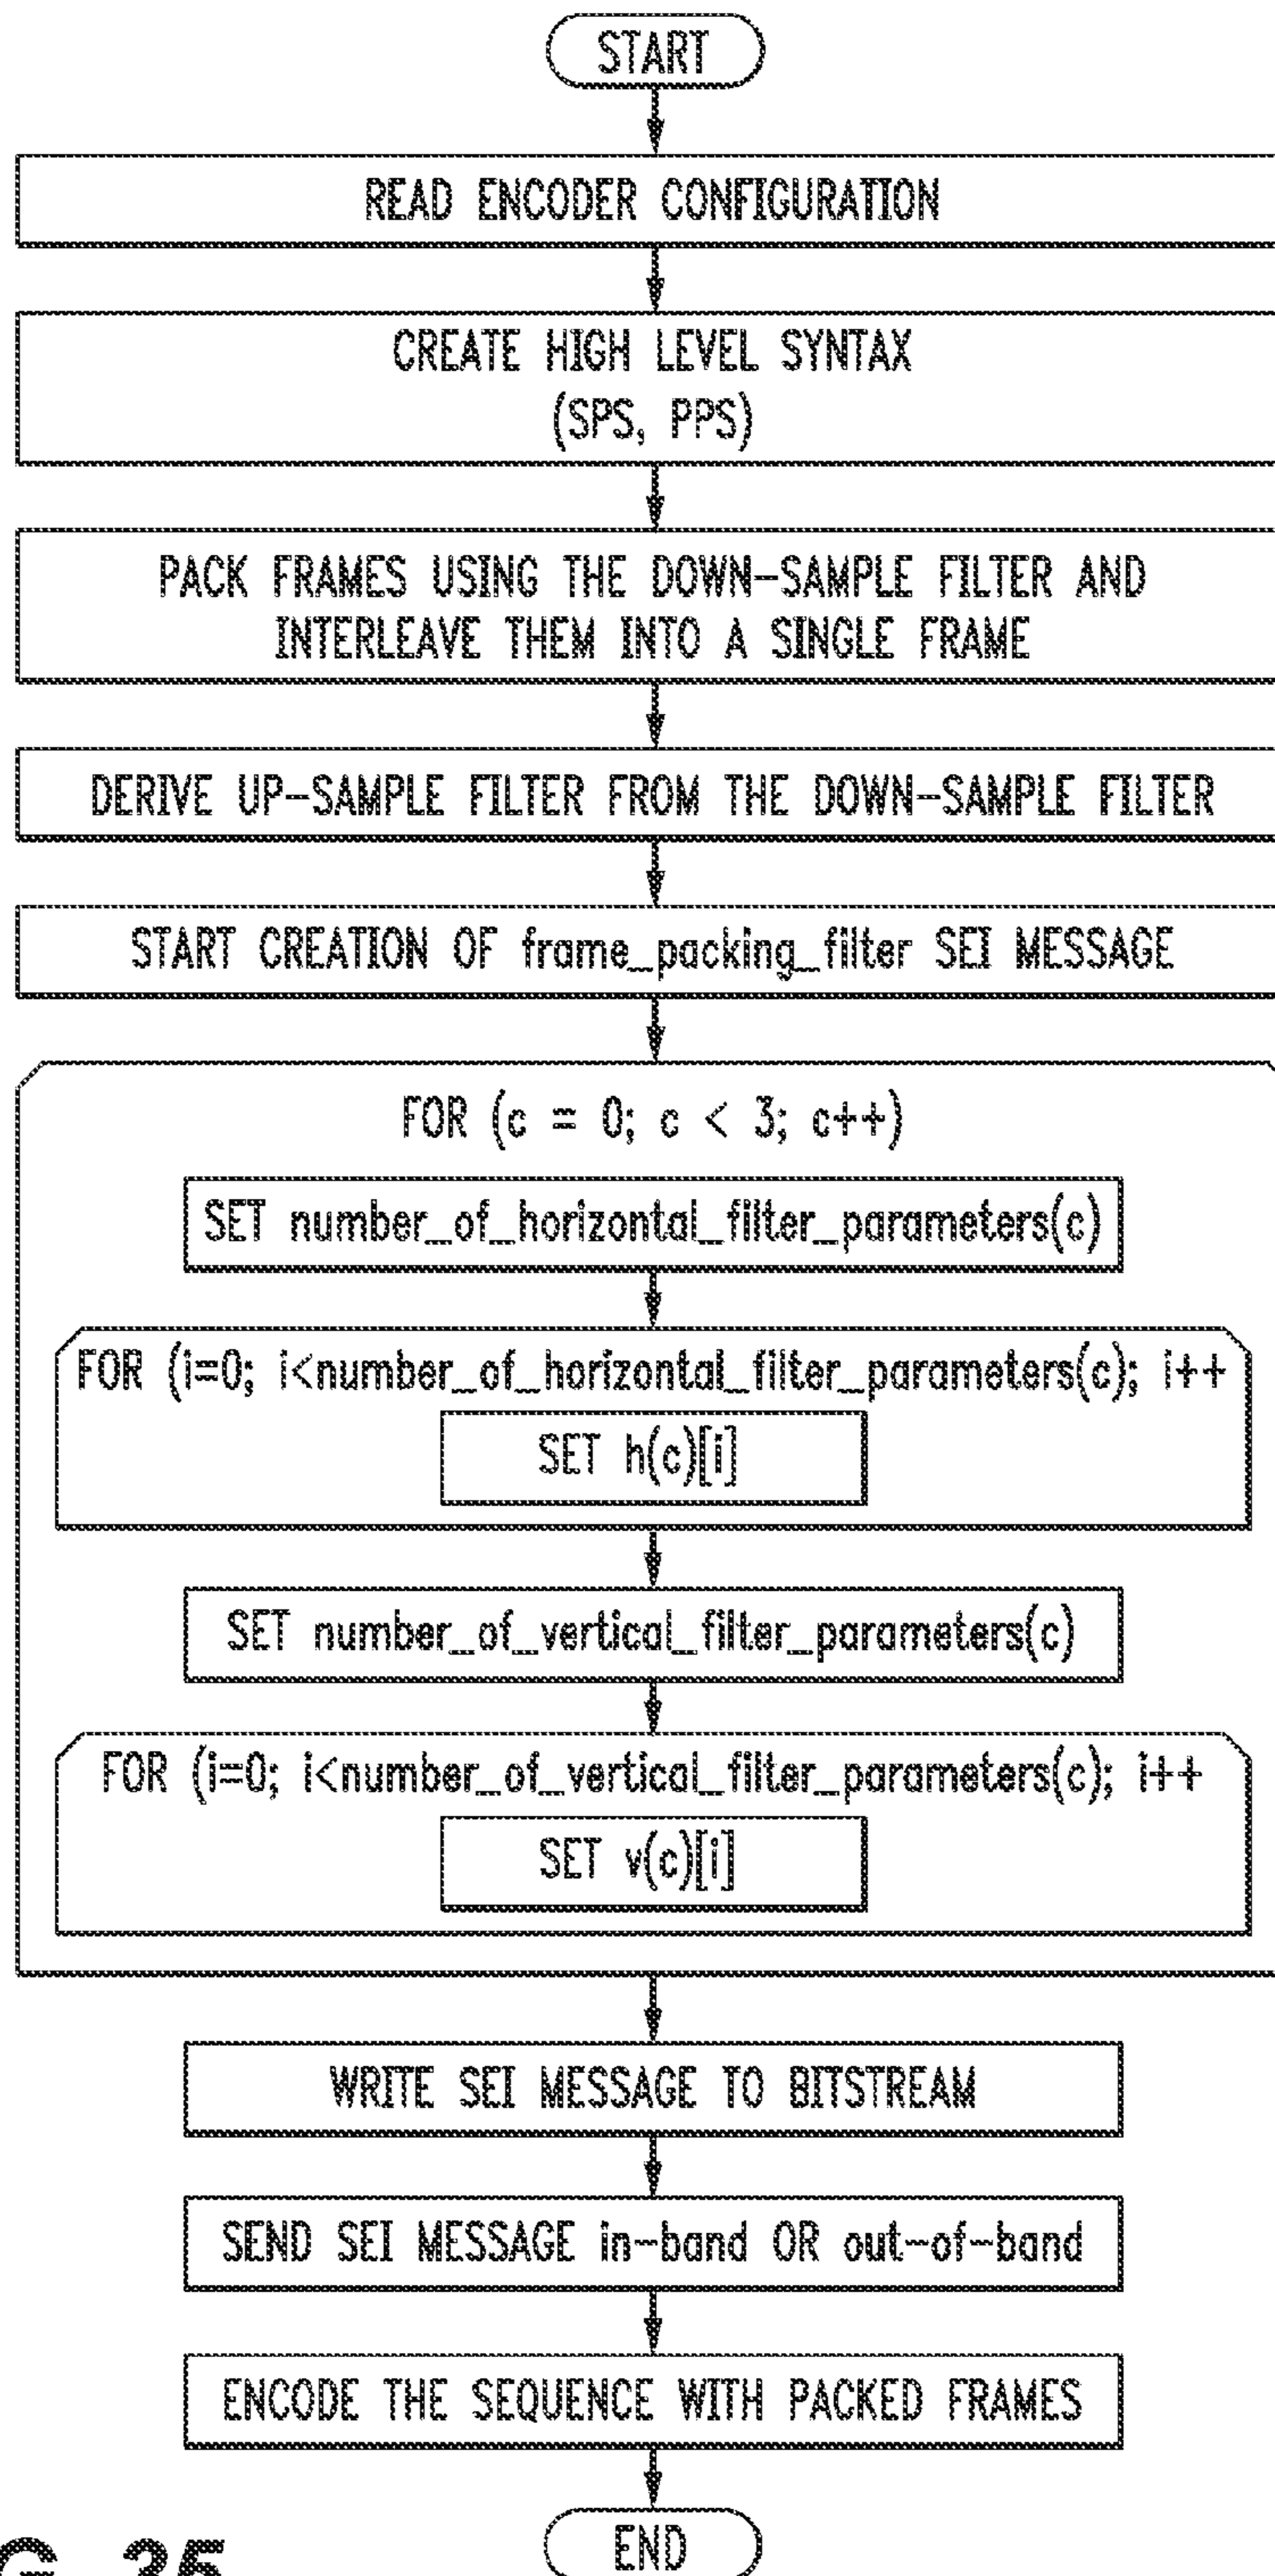 START
READ ENCODER CONFIGURATION
CREATE HIGH LEVEL SYNTAX
(SPS, PPS)
PACK FRAMES USING THE DOWN-SAMPLE FILTER AND
INTERLEAVE THEM INTO A SINGLE FRAME
DERIVE UP-SAMPLE FILTER FROM THE DOWN-SAMPLE FILTER
START CREATION OF frame_packing_filter SEI MESSAGE
FOR (c = 0; c < 3; c++)
SET number_of_horizontal_filter_parameters(c)
FOR (i=0; i<number_of_horizontal_filter_parameters(c); i++
SET h(c)[i]
SET number_of_vertical_filter_parameters(c)
FOR (i=0; i<number_of_vertical_filter_parameters(c); i++
SET v(c)[i]
WRITE SEI MESSAGE TO BITSTREAM
SEND SEI MESSAGE in-band OR out-of-band
ENCODE THE SEQUENCE WITH PACKED FRAMES
END
G. 35